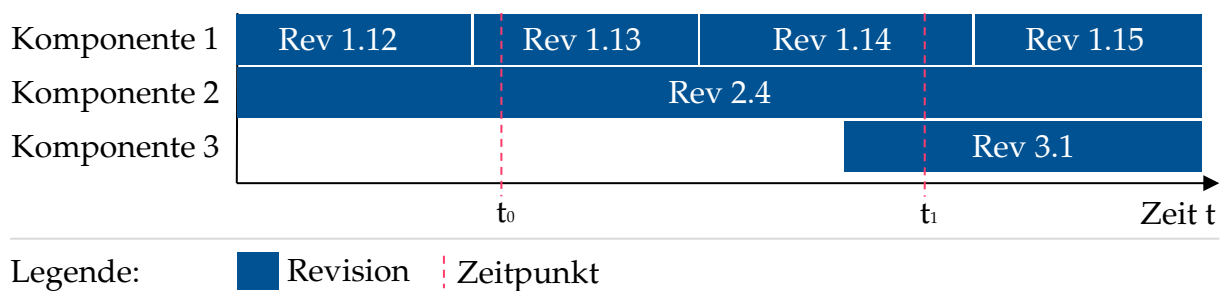 Komponente 1 Rev 1.12 Rev 1.13 Rev 1.14 Rev 1.15
Komponente 2 Rev 2.4
Komponente 3 Rev 3.1
t₀ t₁ Zeit t
Legende: Revision Zeitpunkt